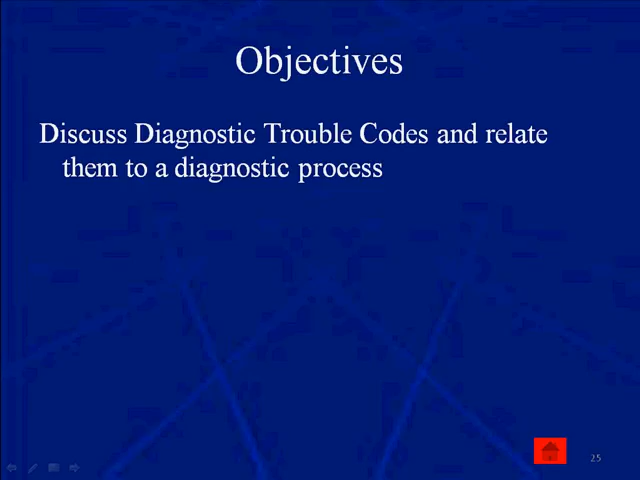 Objectives
Discuss Diagnostic Trouble Codes and relate
them to a diagnostic process
25